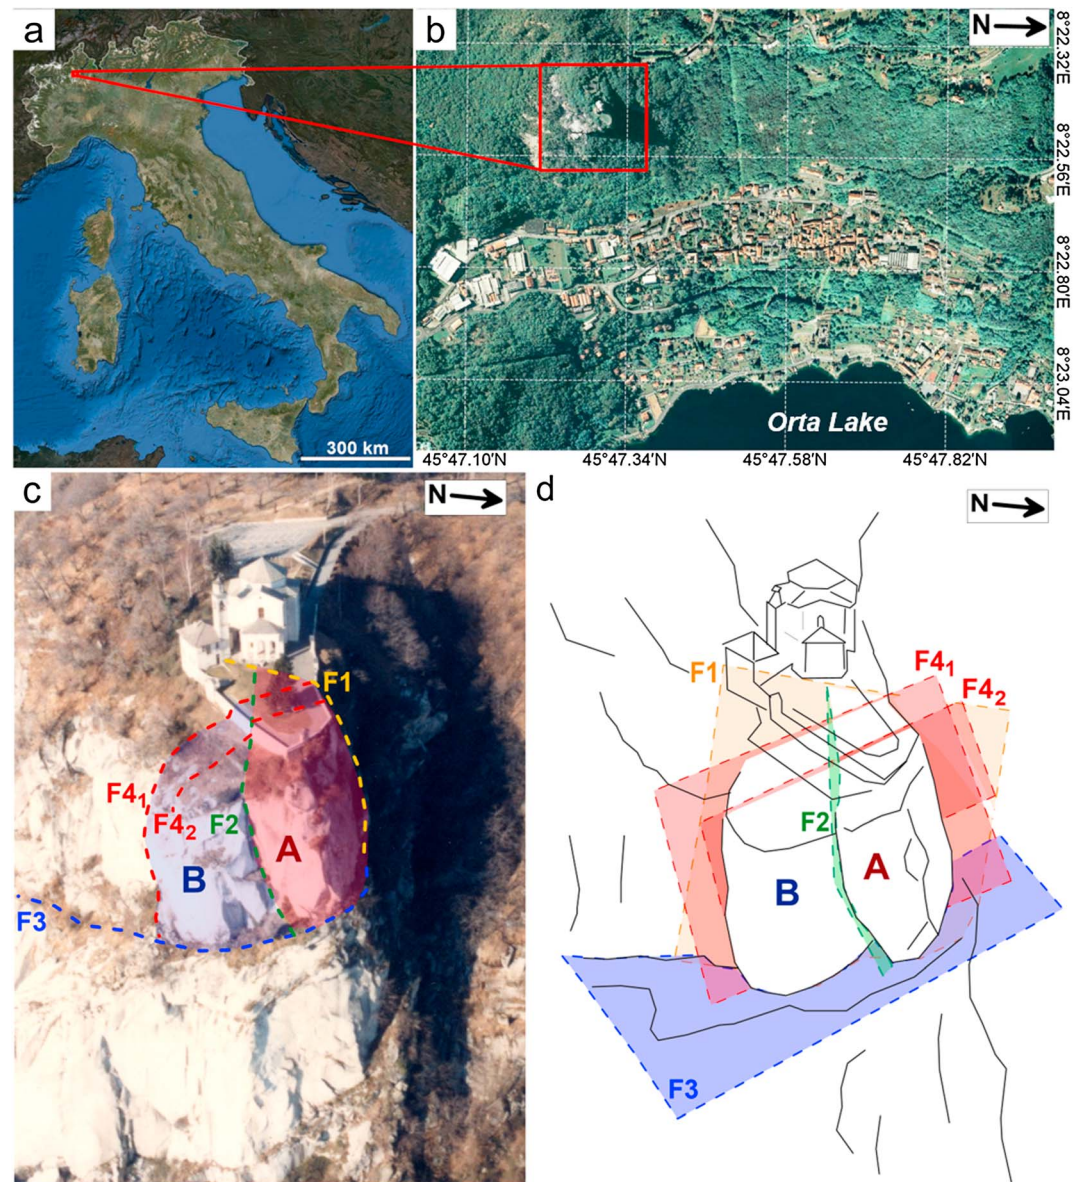 a
300 km
b
N
8°22.32'E
8°22.56'E
8°22.80'E
8°23.04'E
Orta Lake
45°47.10'N
45°47.34'N
45°47.58'N
45°47.82'N
c
N
F1
F4₁
F4₂
F2
A
B
F3
d
N
F1
F4₁
F4₂
F2
A
B
F3